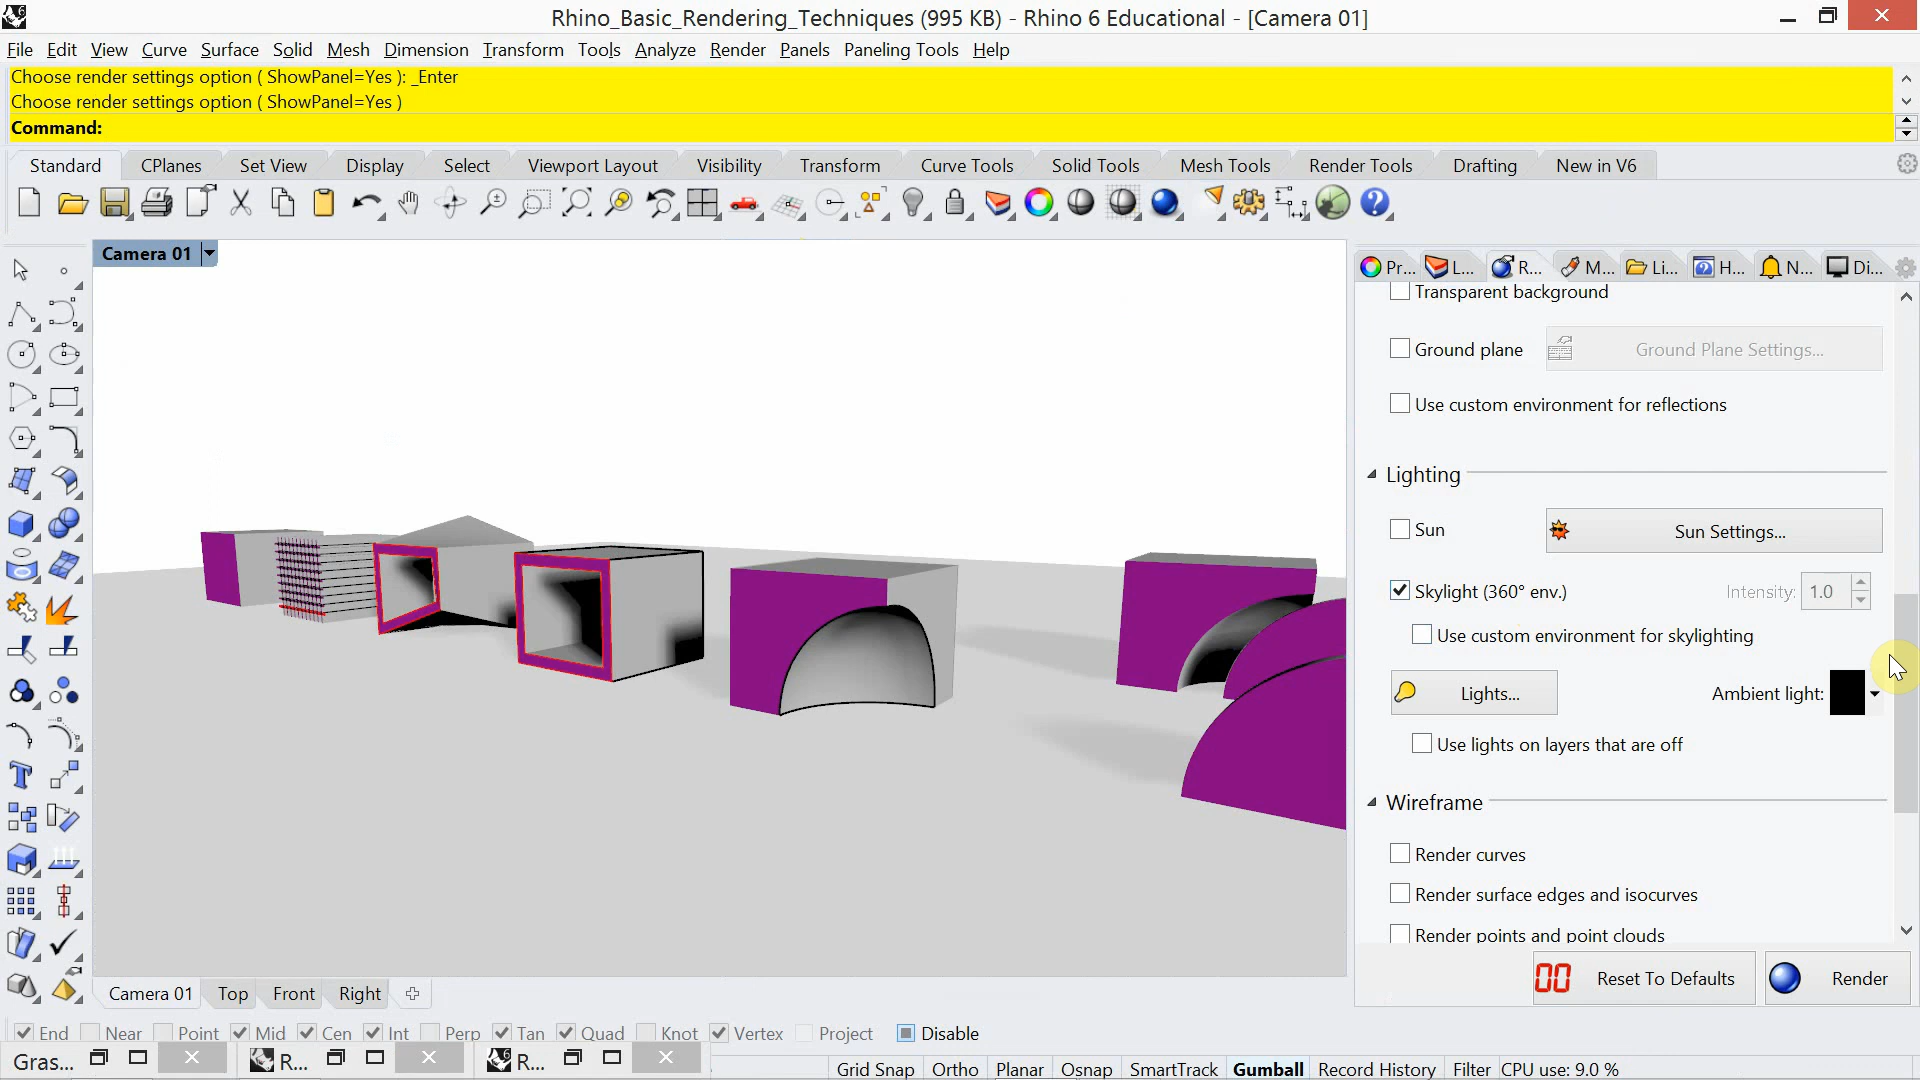 Rhino_Basic_Rendering_Techniques (995 KB) - Rhino 6 Educational - [Camera 01]
File Edit View Curve Surface Solid Mesh Dimension Transform Tools Analyze Render Panels Paneling Tools Help
Choose render settings option ( ShowPanel=Yes ): _Enter
Choose render settings option ( ShowPanel=Yes )
Command:
Standard CPlanes Set View Display Select Viewport Layout Visibility Transform Curve Tools Solid Tools Mesh Tools Render Tools Drafting New in V6
Camera 01
Pr... L... R... M... Li... H... N... Di...
Transparent background
Ground plane Ground Plane Settings...
Use custom environment for reflections
Lighting
Sun Sun Settings...
Skylight (360° env.) Intensity: 1.0
Use custom environment for skylighting
Lights... Ambient light:
Use lights on layers that are off
Wireframe
Render curves
Render surface edges and isocurves
Render points and point clouds
Reset To Defaults Render
Camera 01 Top Front Right
End Near Point Mid Cen Int Perp Tan Quad Knot Vertex Project Disable
Gras... R... R...
Grid Snap Ortho Planar Osnap SmartTrack Gumball Record History Filter CPU use: 9.0 %